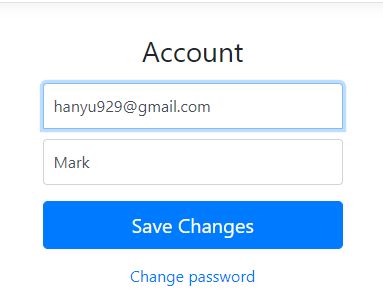 Account
hanyu929@gmail.com
Mark
Save Changes
Change password